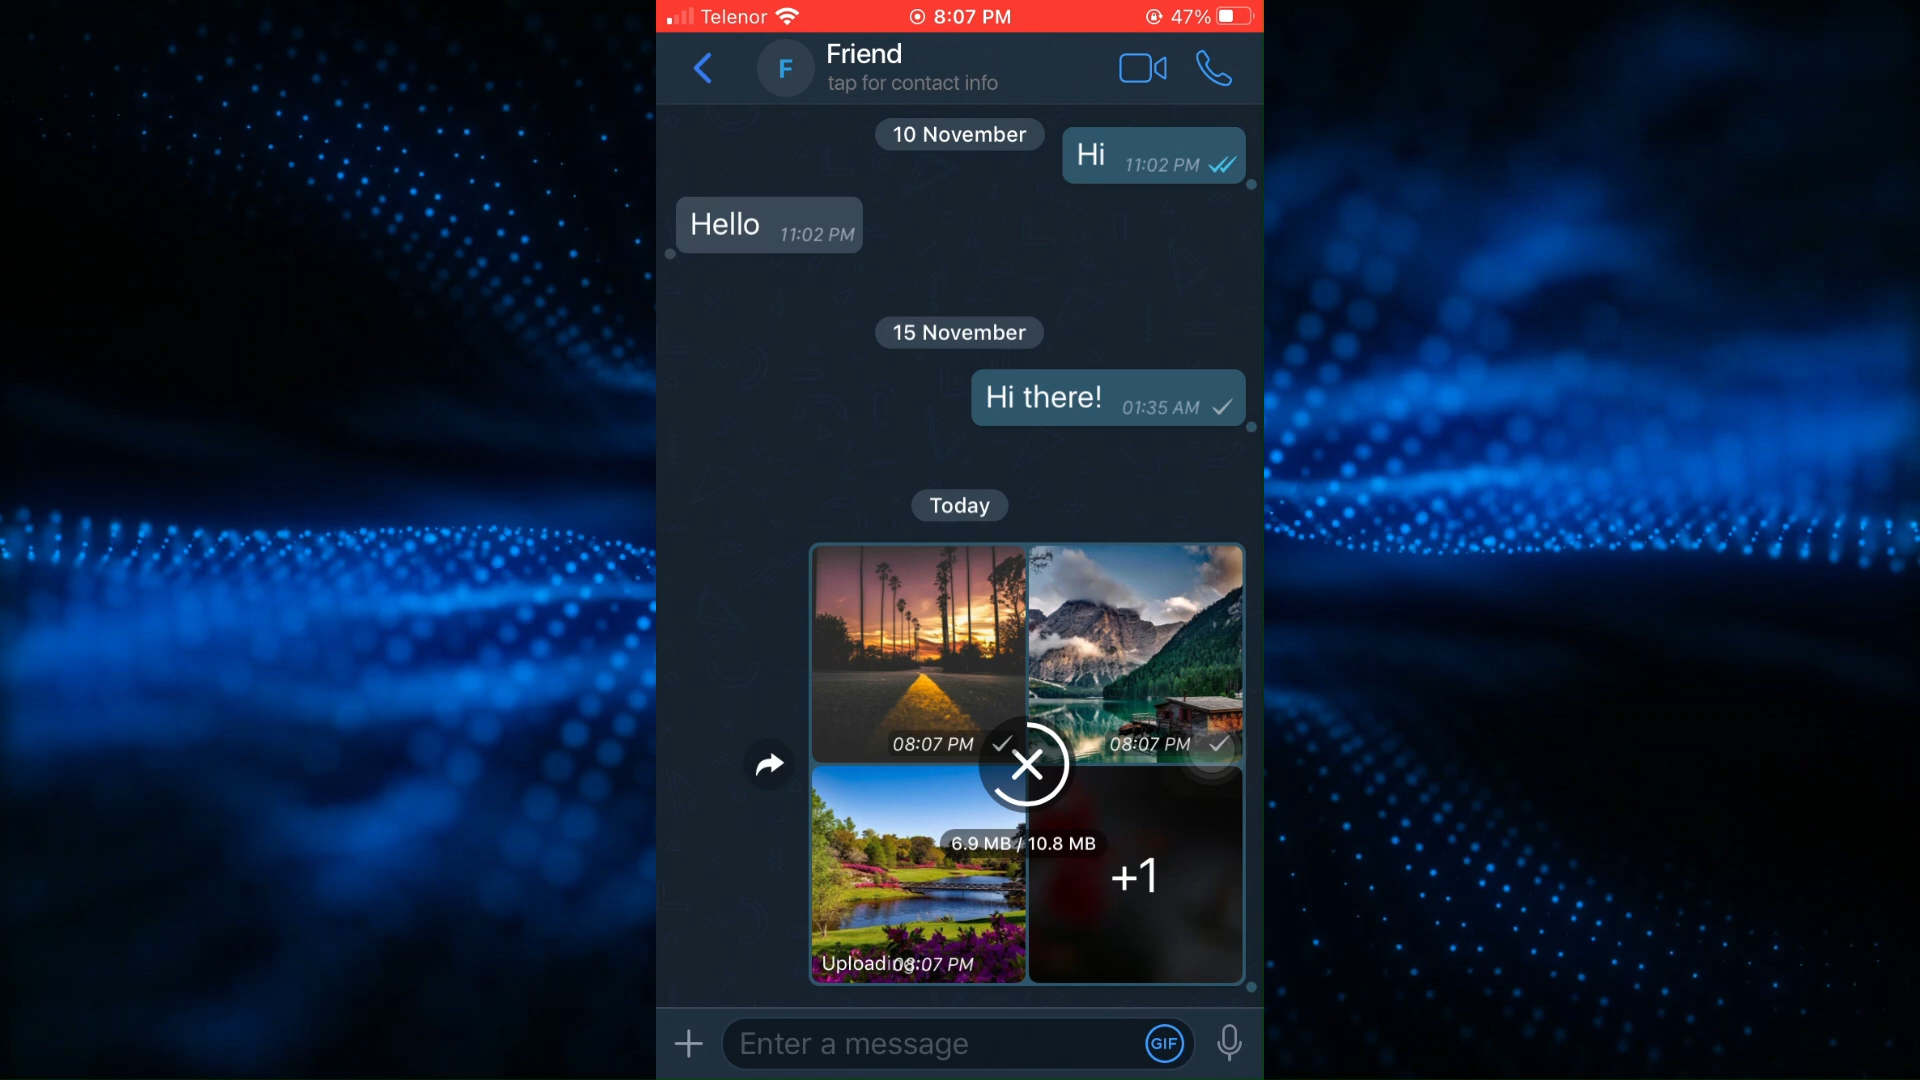 Telenor 8:07 PM 47%
F
Friend
tap for contact info
10 November
Hi 11:02 PM
Hello 11:02 PM
15 November
Hi there! 01:35 AM
Today
08:07 PM
08:07 PM
6.9 MB / 10.8 MB
+1
Uploading: 08:07 PM
Enter a message
GIF